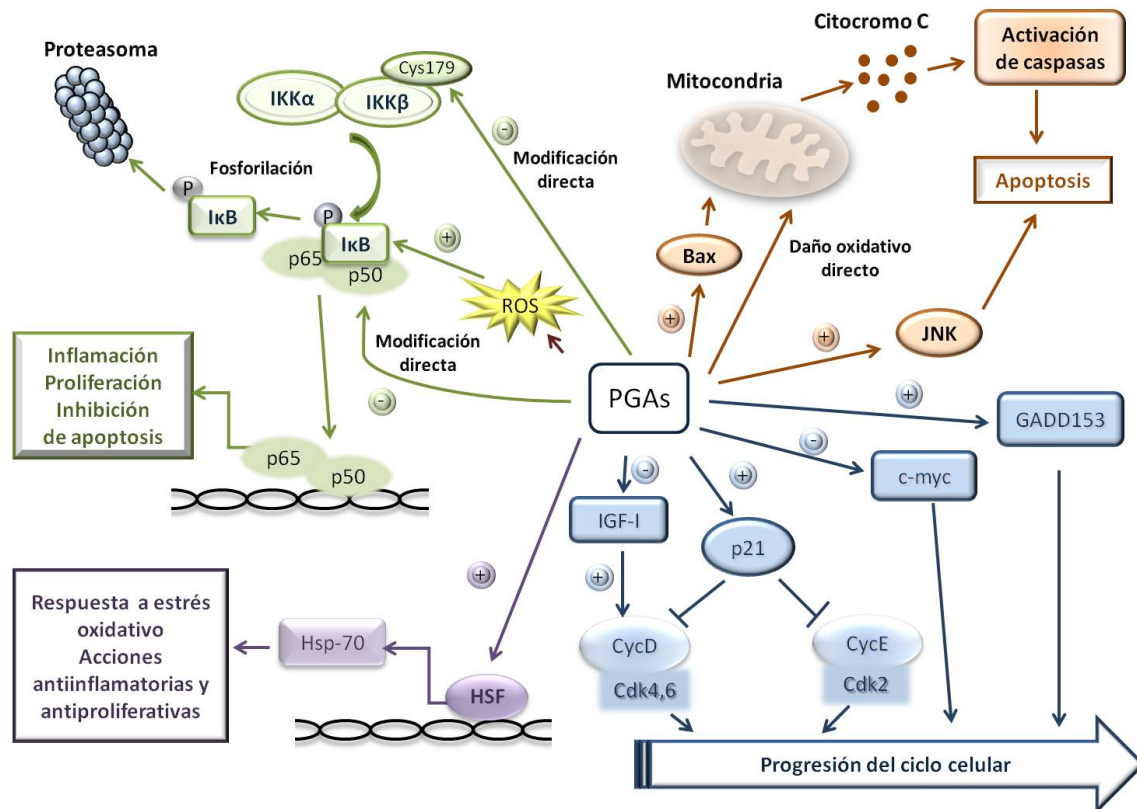 Proteasoma
Cys179
IKKα
IKKβ
Fosforilación
P
IκB
P
IκB
p65
p50
+
ROS
-
Modificación
directa
Modificación
directa
-
Inflamación
Proliferación
Inhibición
de apoptosis
p65
p50
Citocromo C
Mitocondria
Activación
de caspasas
Apoptosis
Bax
Daño oxidativo
directo
+
+
JNK
PGAs
+
GADD153
-
c-myc
-
IGF-I
+
p21
+
CycD
Cdk4,6
CycE
Cdk2
Progresión del ciclo celular
+
HSF
Hsp-70
Respuesta a estrés
oxidativo
Acciones
antiinflamatorias y
antiproliferativas